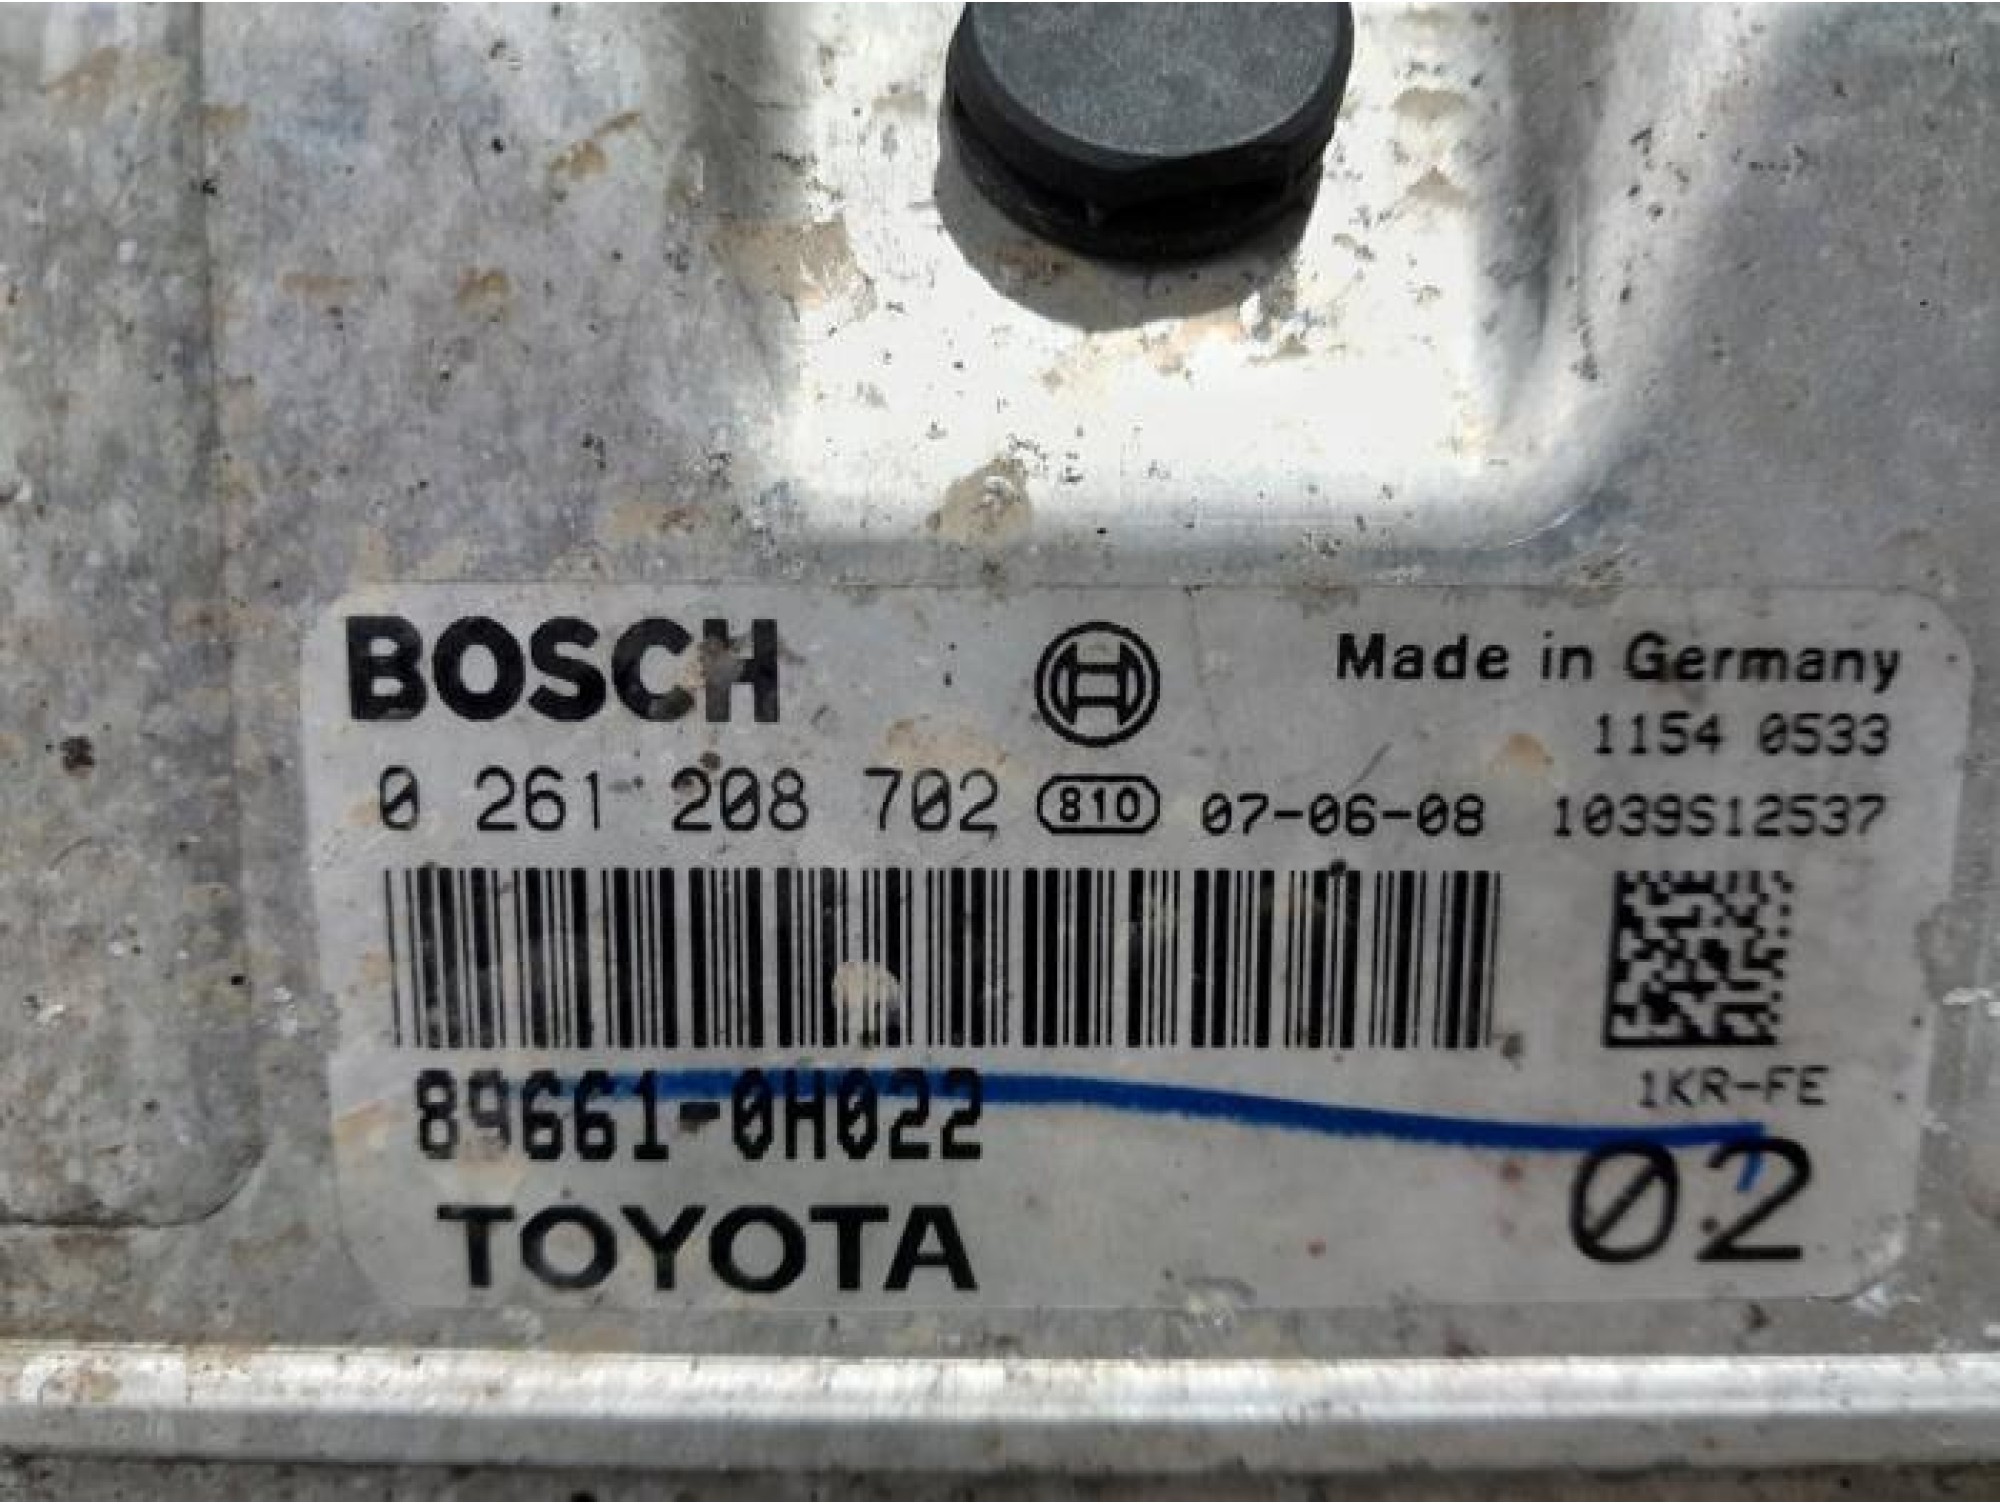 BOSCH
Made in Germany
1154 0533
0 261 208 702 810 07-06-08 1039S12537
1KR-FE
89661-0H022
02
TOYOTA